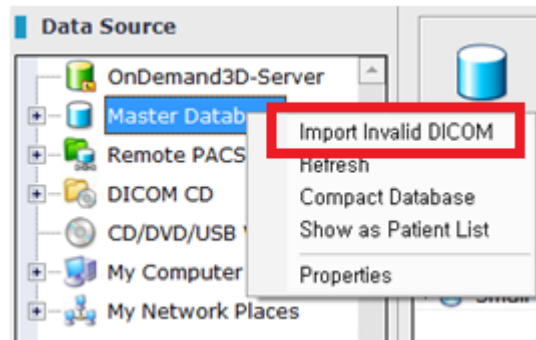 Data Source
OnDemand3D-Server
Master Datab
Import Invalid DICOM
Remote PACS
Refresh
DICOM CD
Compact Database
CD/DVD/USB
Show as Patient List
My Computer
Properties
My Network Places